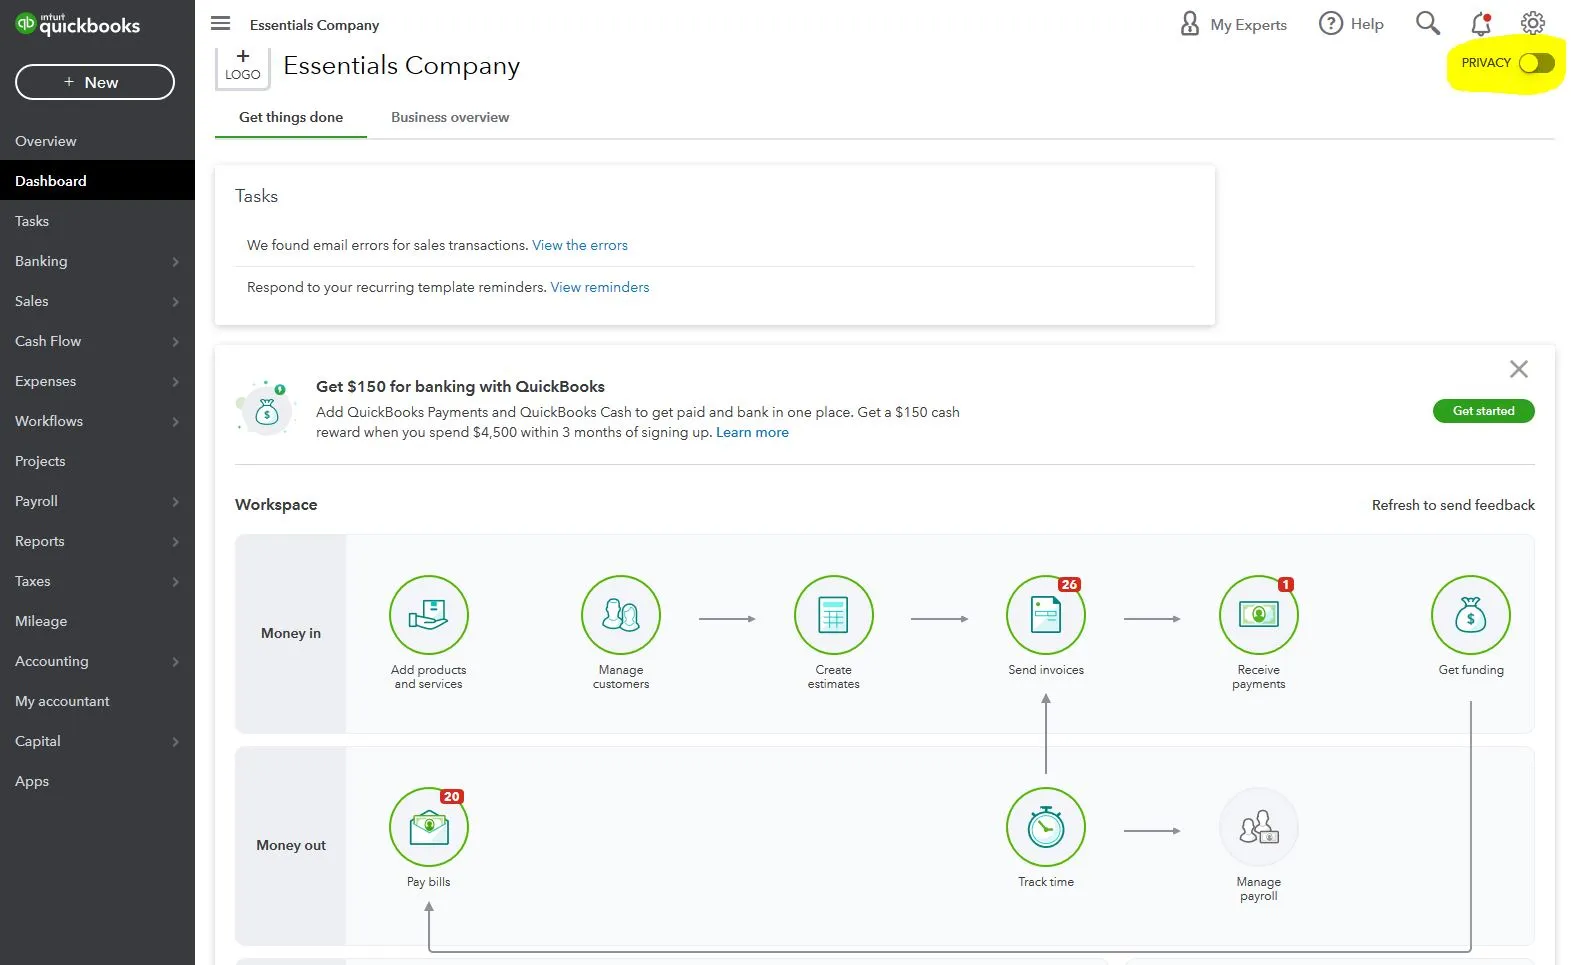 intuit
quickbooks
+ New
Overview
Dashboard
Tasks
Banking
Sales
Cash Flow
Expenses
Workflows
Projects
Payroll
Reports
Taxes
Mileage
Accounting
My accountant
Capital
Apps
Essentials Company
My Experts
Help
+
LOGO
Essentials Company
PRIVACY
Get things done
Business overview
Tasks
We found email errors for sales transactions. View the errors
Respond to your recurring template reminders. View reminders
Get $150 for banking with QuickBooks
Add QuickBooks Payments and QuickBooks Cash to get paid and bank in one place. Get a $150 cash
reward when you spend $4,500 within 3 months of signing up. Learn more
Get started
Workspace
Refresh to send feedback
Money in
Add products
and services
Manage
customers
Create
estimates
26
Send invoices
1
Receive
payments
Get funding
Money out
20
Pay bills
Track time
Manage
payroll